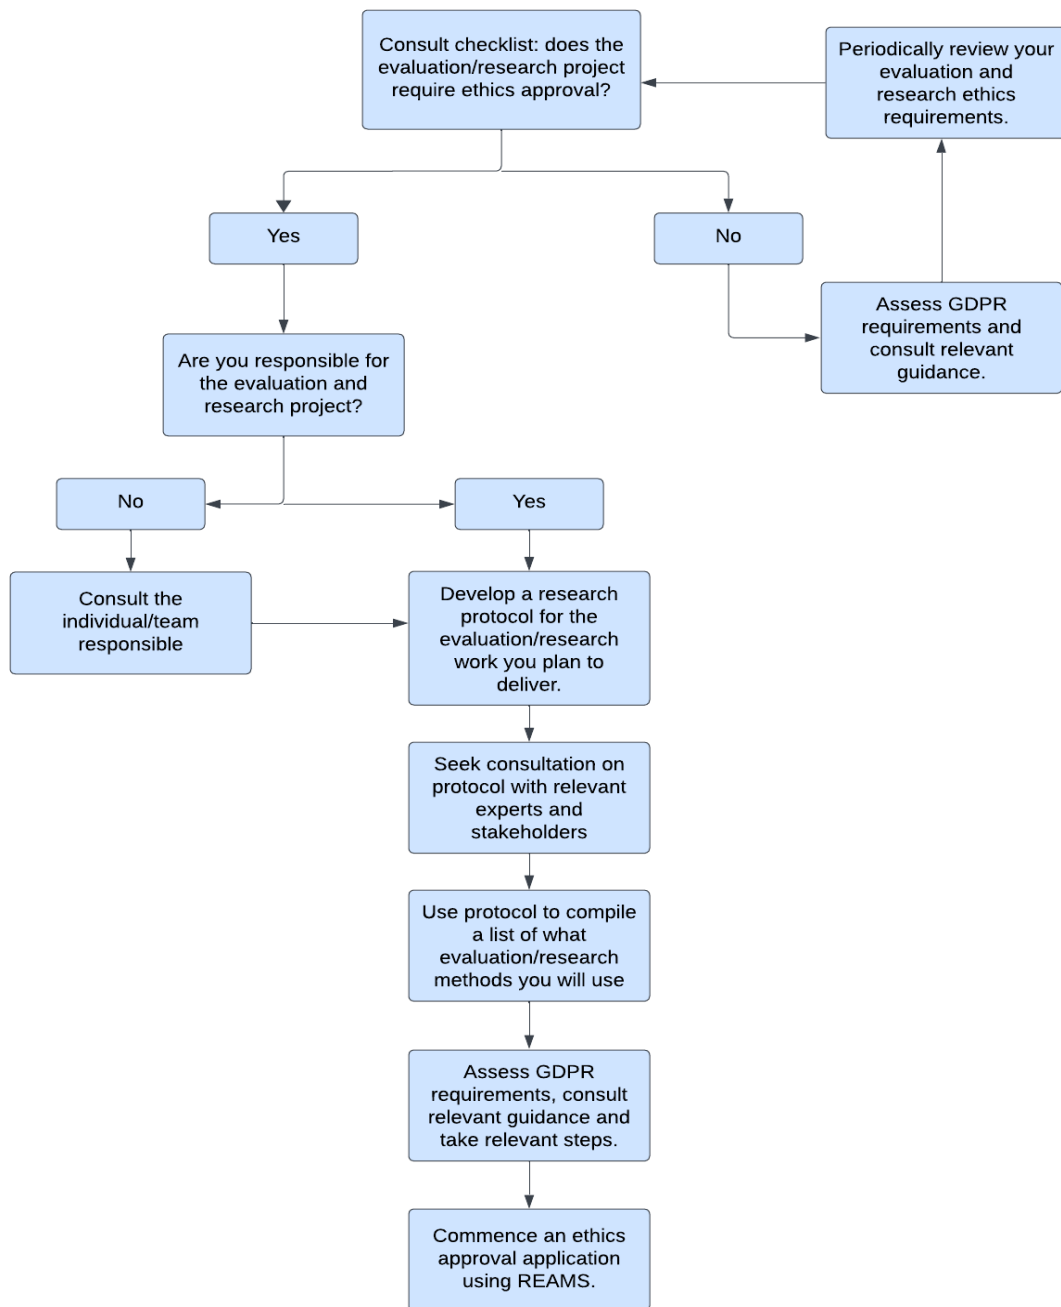 Consult checklist: does the
evaluation/research project
require ethics approval?
Periodically review your
evaluation and
research ethics
requirements.
Yes
No
Assess GDPR
requirements and
consult relevant
guidance.
Are you responsible for
the evaluation and
research project?
No
Yes
Consult the
individual/team
responsible
Develop a research
protocol for the
evaluation/research
work you plan to
deliver.
Seek consultation on
protocol with relevant
experts and
stakeholders
Use protocol to compile
a list of what
evaluation/research
methods you will use
Assess GDPR
requirements, consult
relevant guidance and
take relevant steps.
Commence an ethics
approval application
using REAMS.